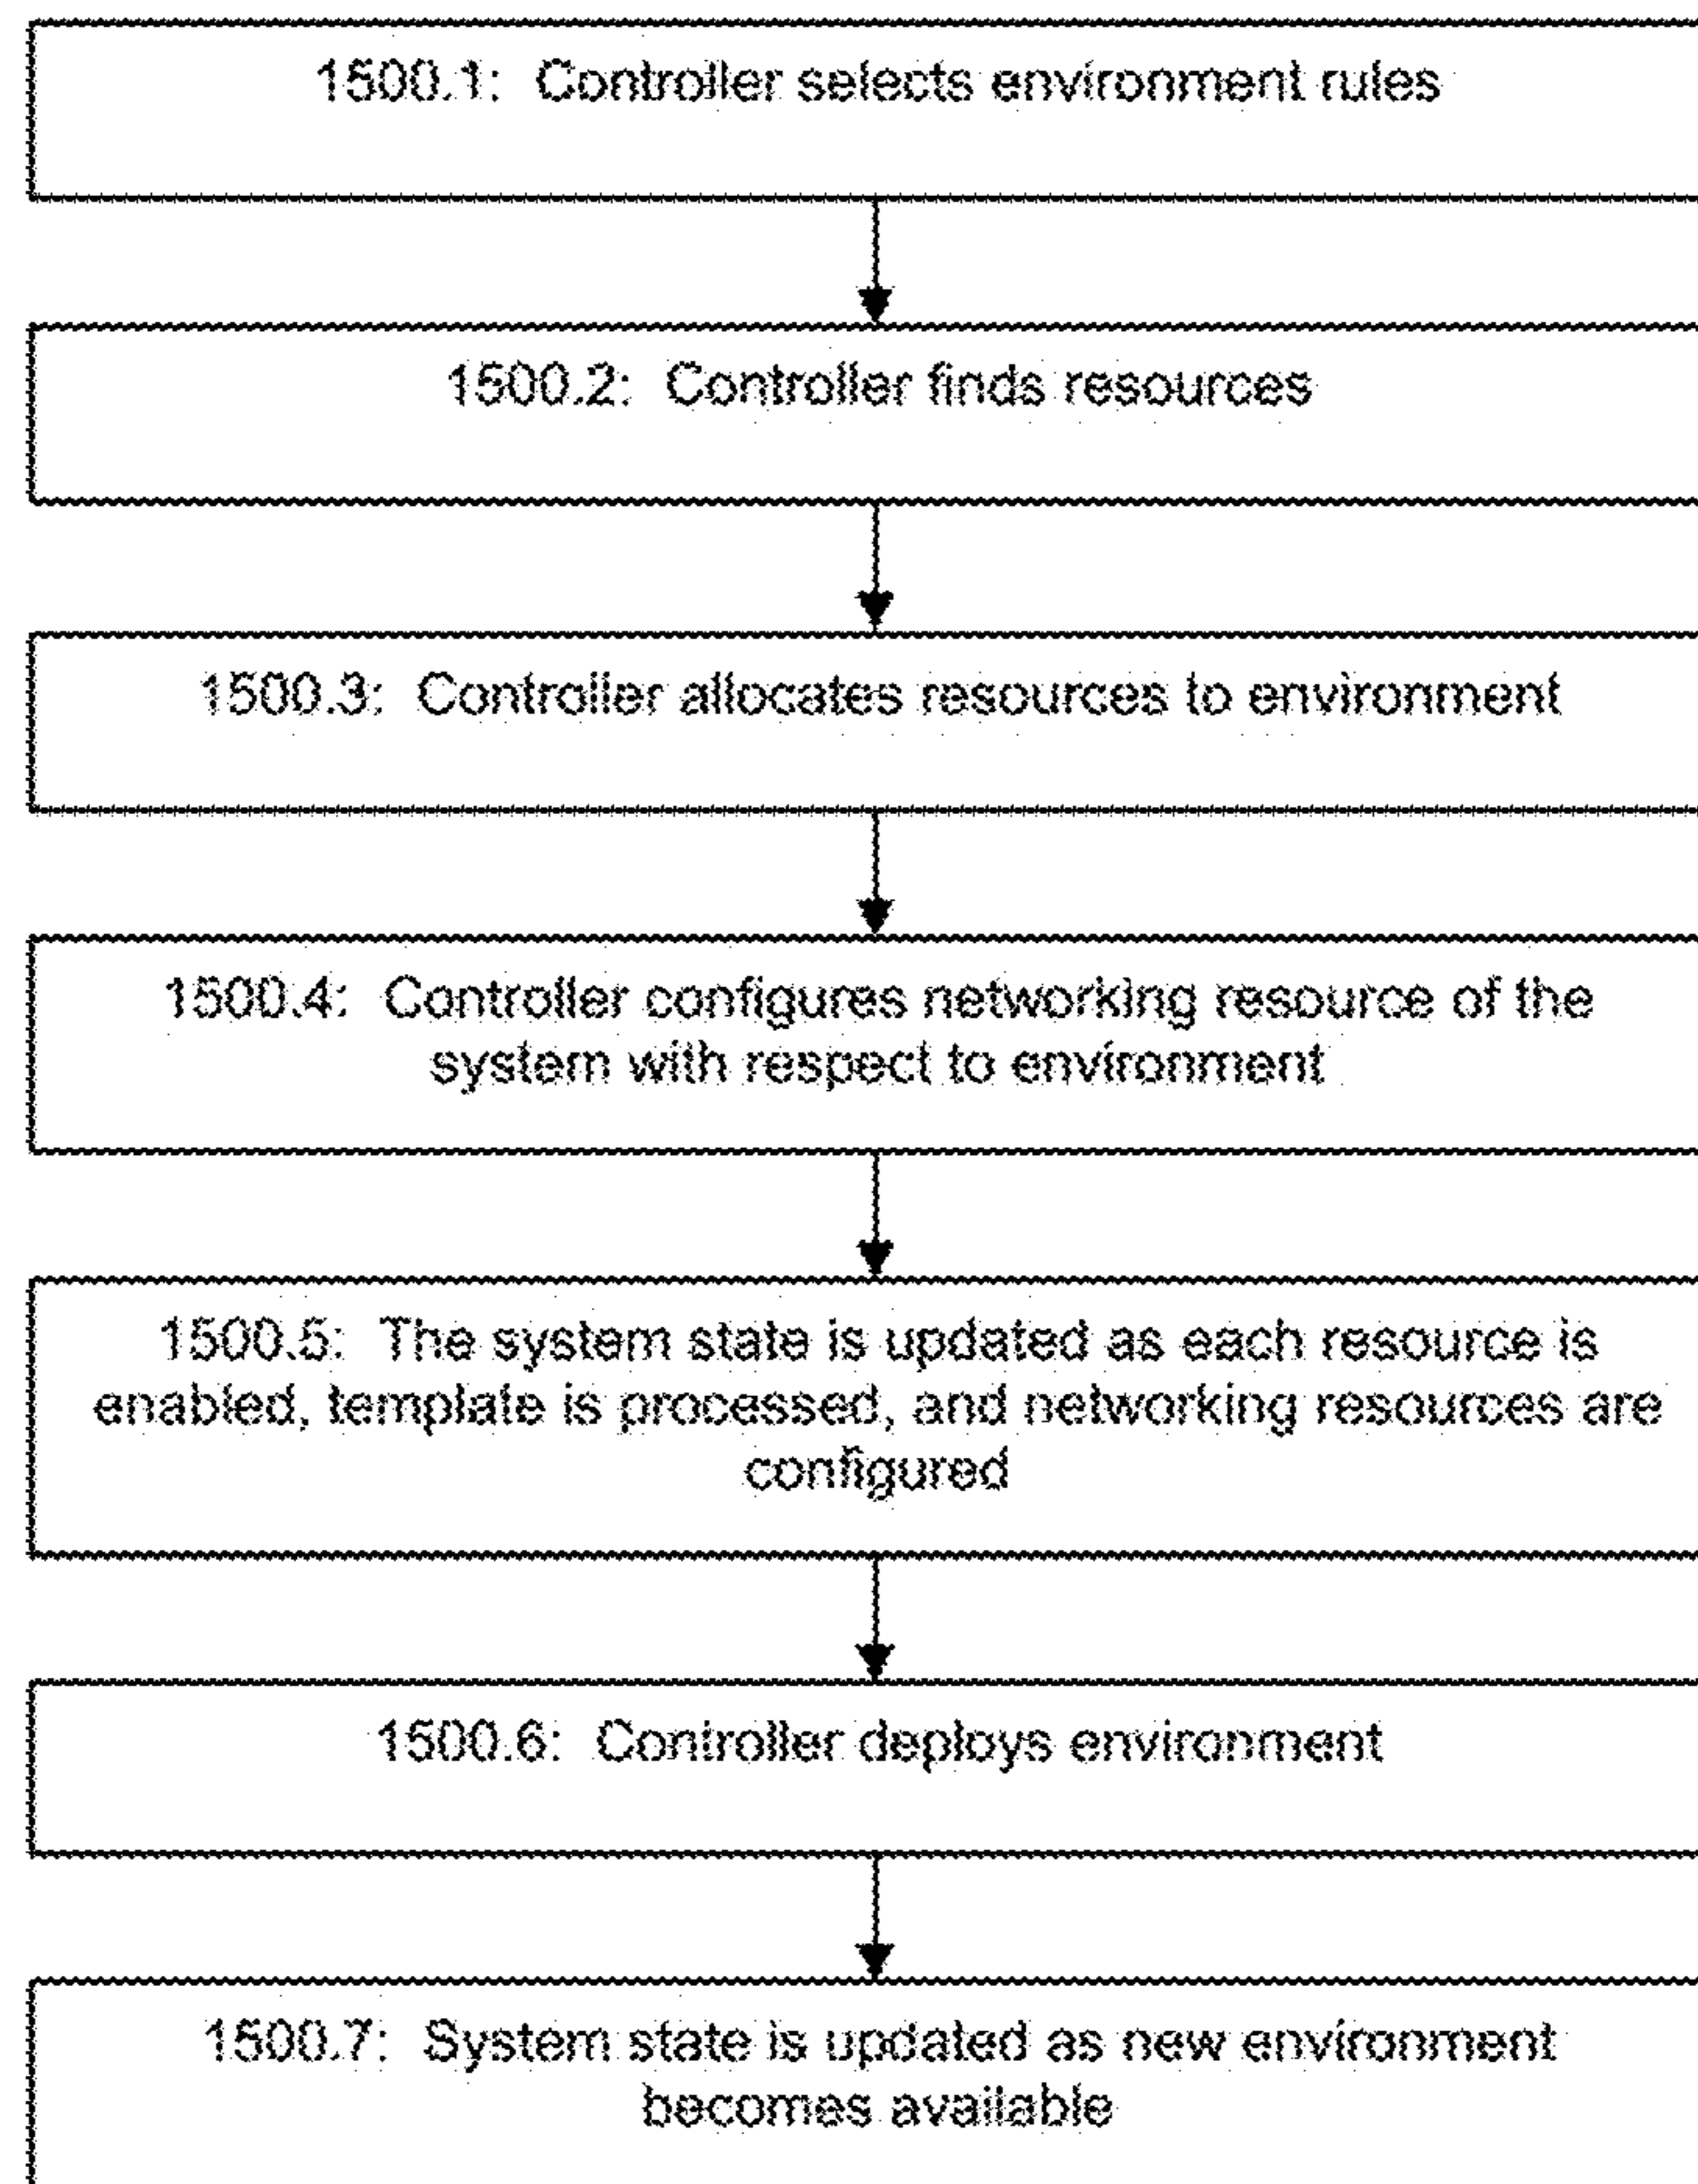 1500.1: Controller selects environment rules
1500.2: Controller finds resources
1500.3: Controller allocates resources to environment
1500.4: Controller configures networking resource of the
system with respect to environment
1500.5: The system state is updated as each resource is
enabled, template is processed, and networking resources are
configured
1500.6: Controller deploys environment
1500.7: System state is updated as new environment
becomes available